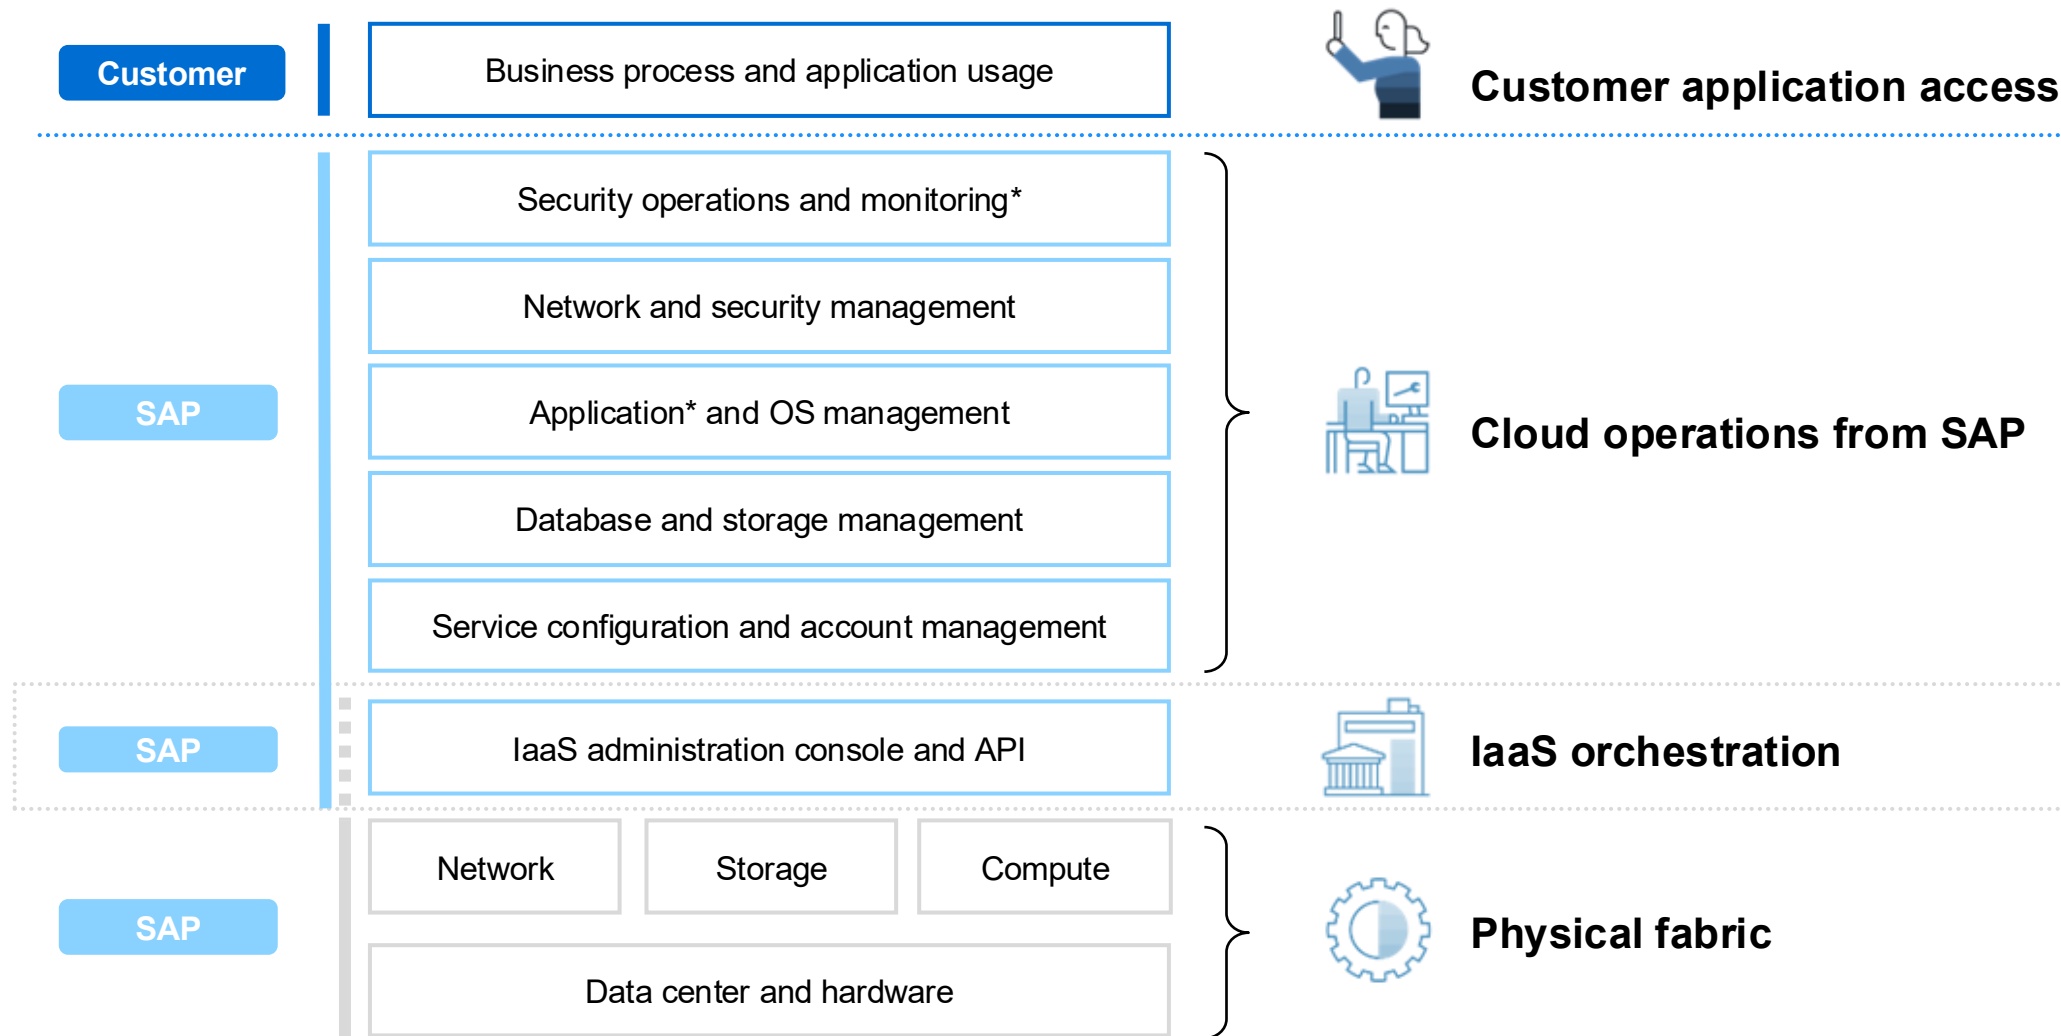 Customer
Business process and application usage
Customer application access
Security operations and monitoring*
Network and security management
SAP
Application* and OS management
Cloud operations from SAP
Database and storage management
Service configuration and account management
SAP
IaaS administration console and API
IaaS orchestration
Network
Storage
Compute
SAP
Physical fabric
Data center and hardware